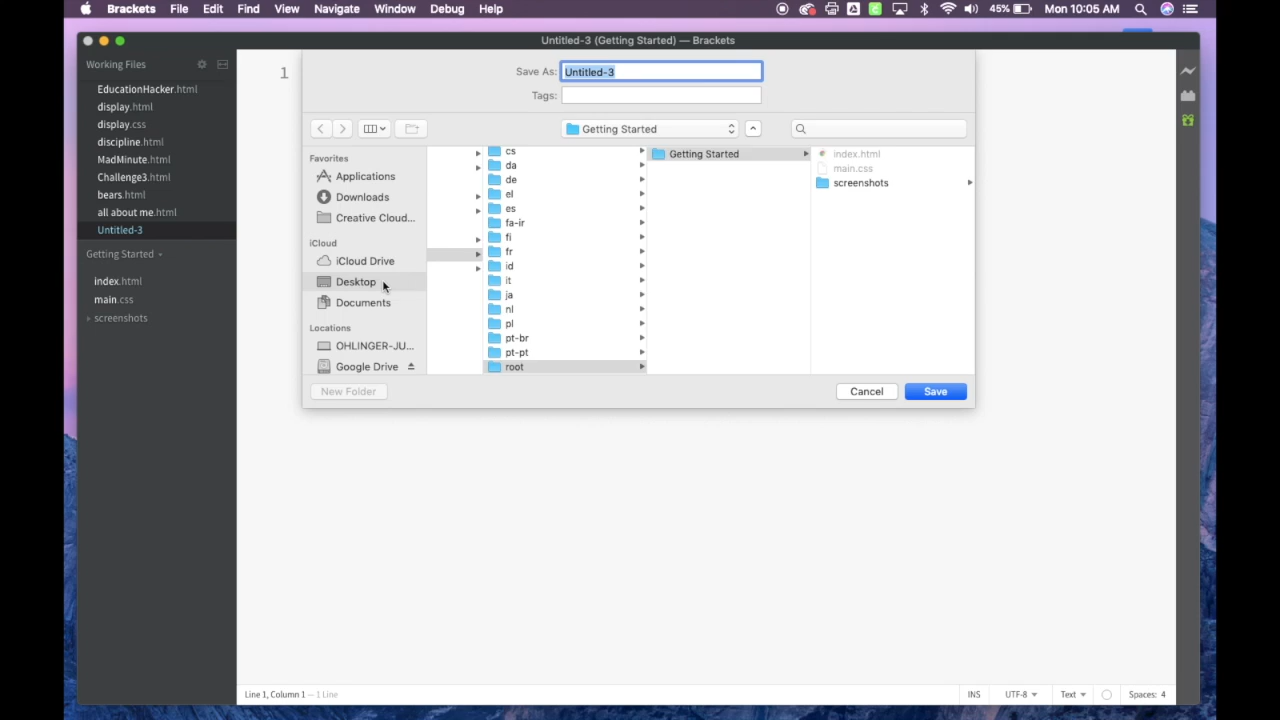 Brackets File Edit Find View Navigate Window Debug Help 45% Mon 10:05 AM
Untitled-3 (Getting Started) — Brackets
Working Files
EducationHacker.html
display.html
display.css
discipline.html
MadMinute.html
Challenge3.html
bears.html
all about me.html
Untitled-3
Getting Started
index.html
main.css
screenshots
1
Save As: Untitled-3
Tags:
Getting Started
Favorites
Applications
Downloads
Creative Cloud...
iCloud
iCloud Drive
Desktop
Documents
Locations
OHLINGER-JU...
Google Drive
cs
da
de
el
es
fa-ir
fi
fr
id
it
ja
nl
pl
pt-br
pt-pt
root
Getting Started
index.html
main.css
screenshots
New Folder Cancel Save
Line 1, Column 1 — 1 Line INS UTF-8 Text Spaces: 4